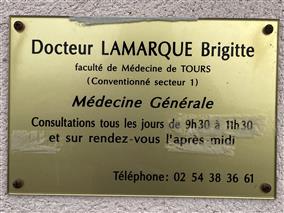 Docteur LAMARQUE Brigitte
faculté de Médecine de TOURS
(Conventionné secteur 1)
Médecine Générale
Consultations tous les jours de 9h30 à 11h30
et sur rendez-vous l'après-midi
Téléphone: 02 54 38 36 61